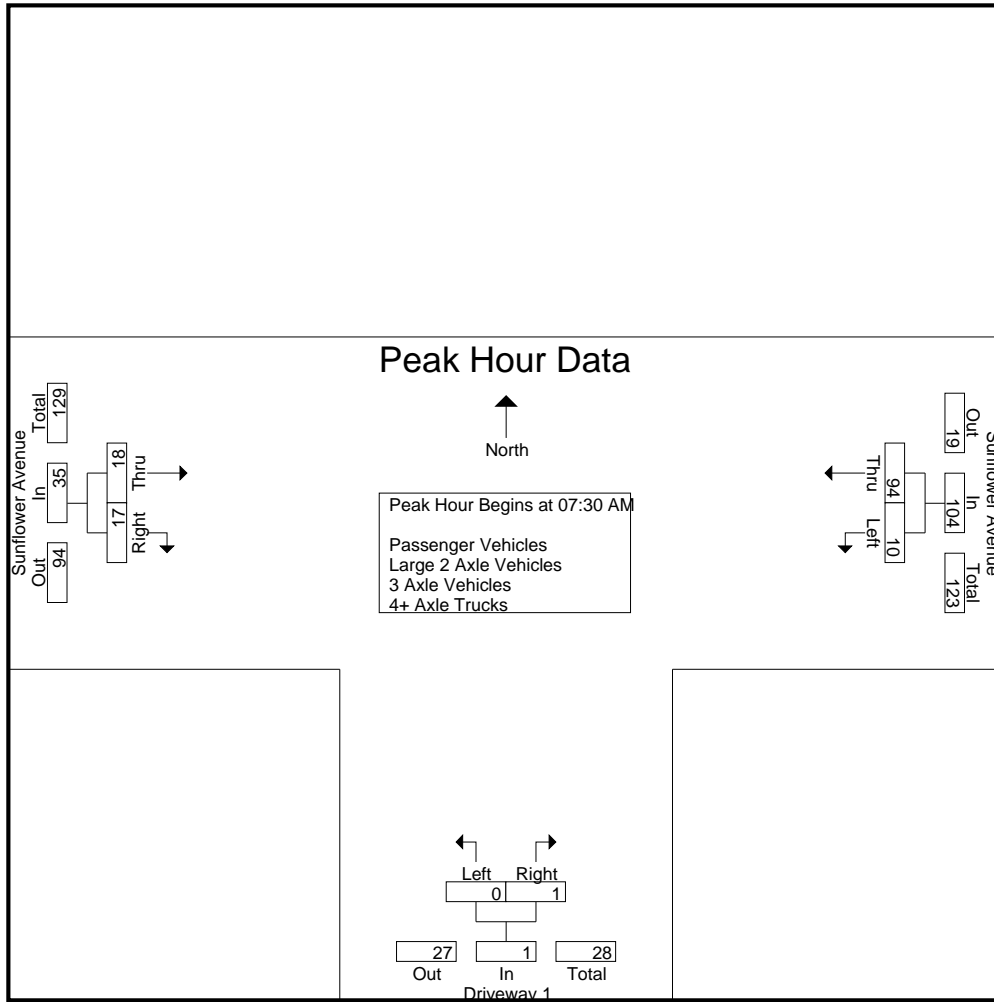 Peak Hour Data
North
Peak Hour Begins at 07:30 AM
Passenger Vehicles
Large 2 Axle Vehicles
3 Axle Vehicles
4+ Axle Trucks
Sunflower Avenue
Total 129
In 35
Out 94
18 Thru
17 Right
Sunflower Avenue
Out 19
In 104
Total 123
Thru 94
Left 10
Left Right
0 1
27 1 28
Out In Total
Driveway 1